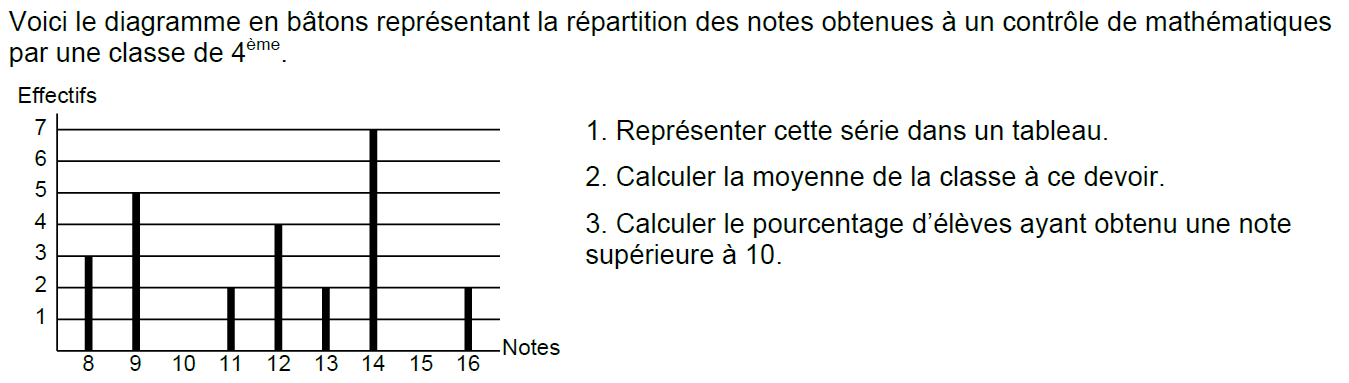 Voici le diagramme en bâtons représentant la répartition des notes obtenues à un contrôle de mathématiques
par une classe de 4ème.
Effectifs
7
6
5
4
3
2
1
8 9 10 11 12 13 14 15 16 Notes
1. Représenter cette série dans un tableau.
2. Calculer la moyenne de la classe à ce devoir.
3. Calculer le pourcentage d’élèves ayant obtenu une note
supérieure à 10.